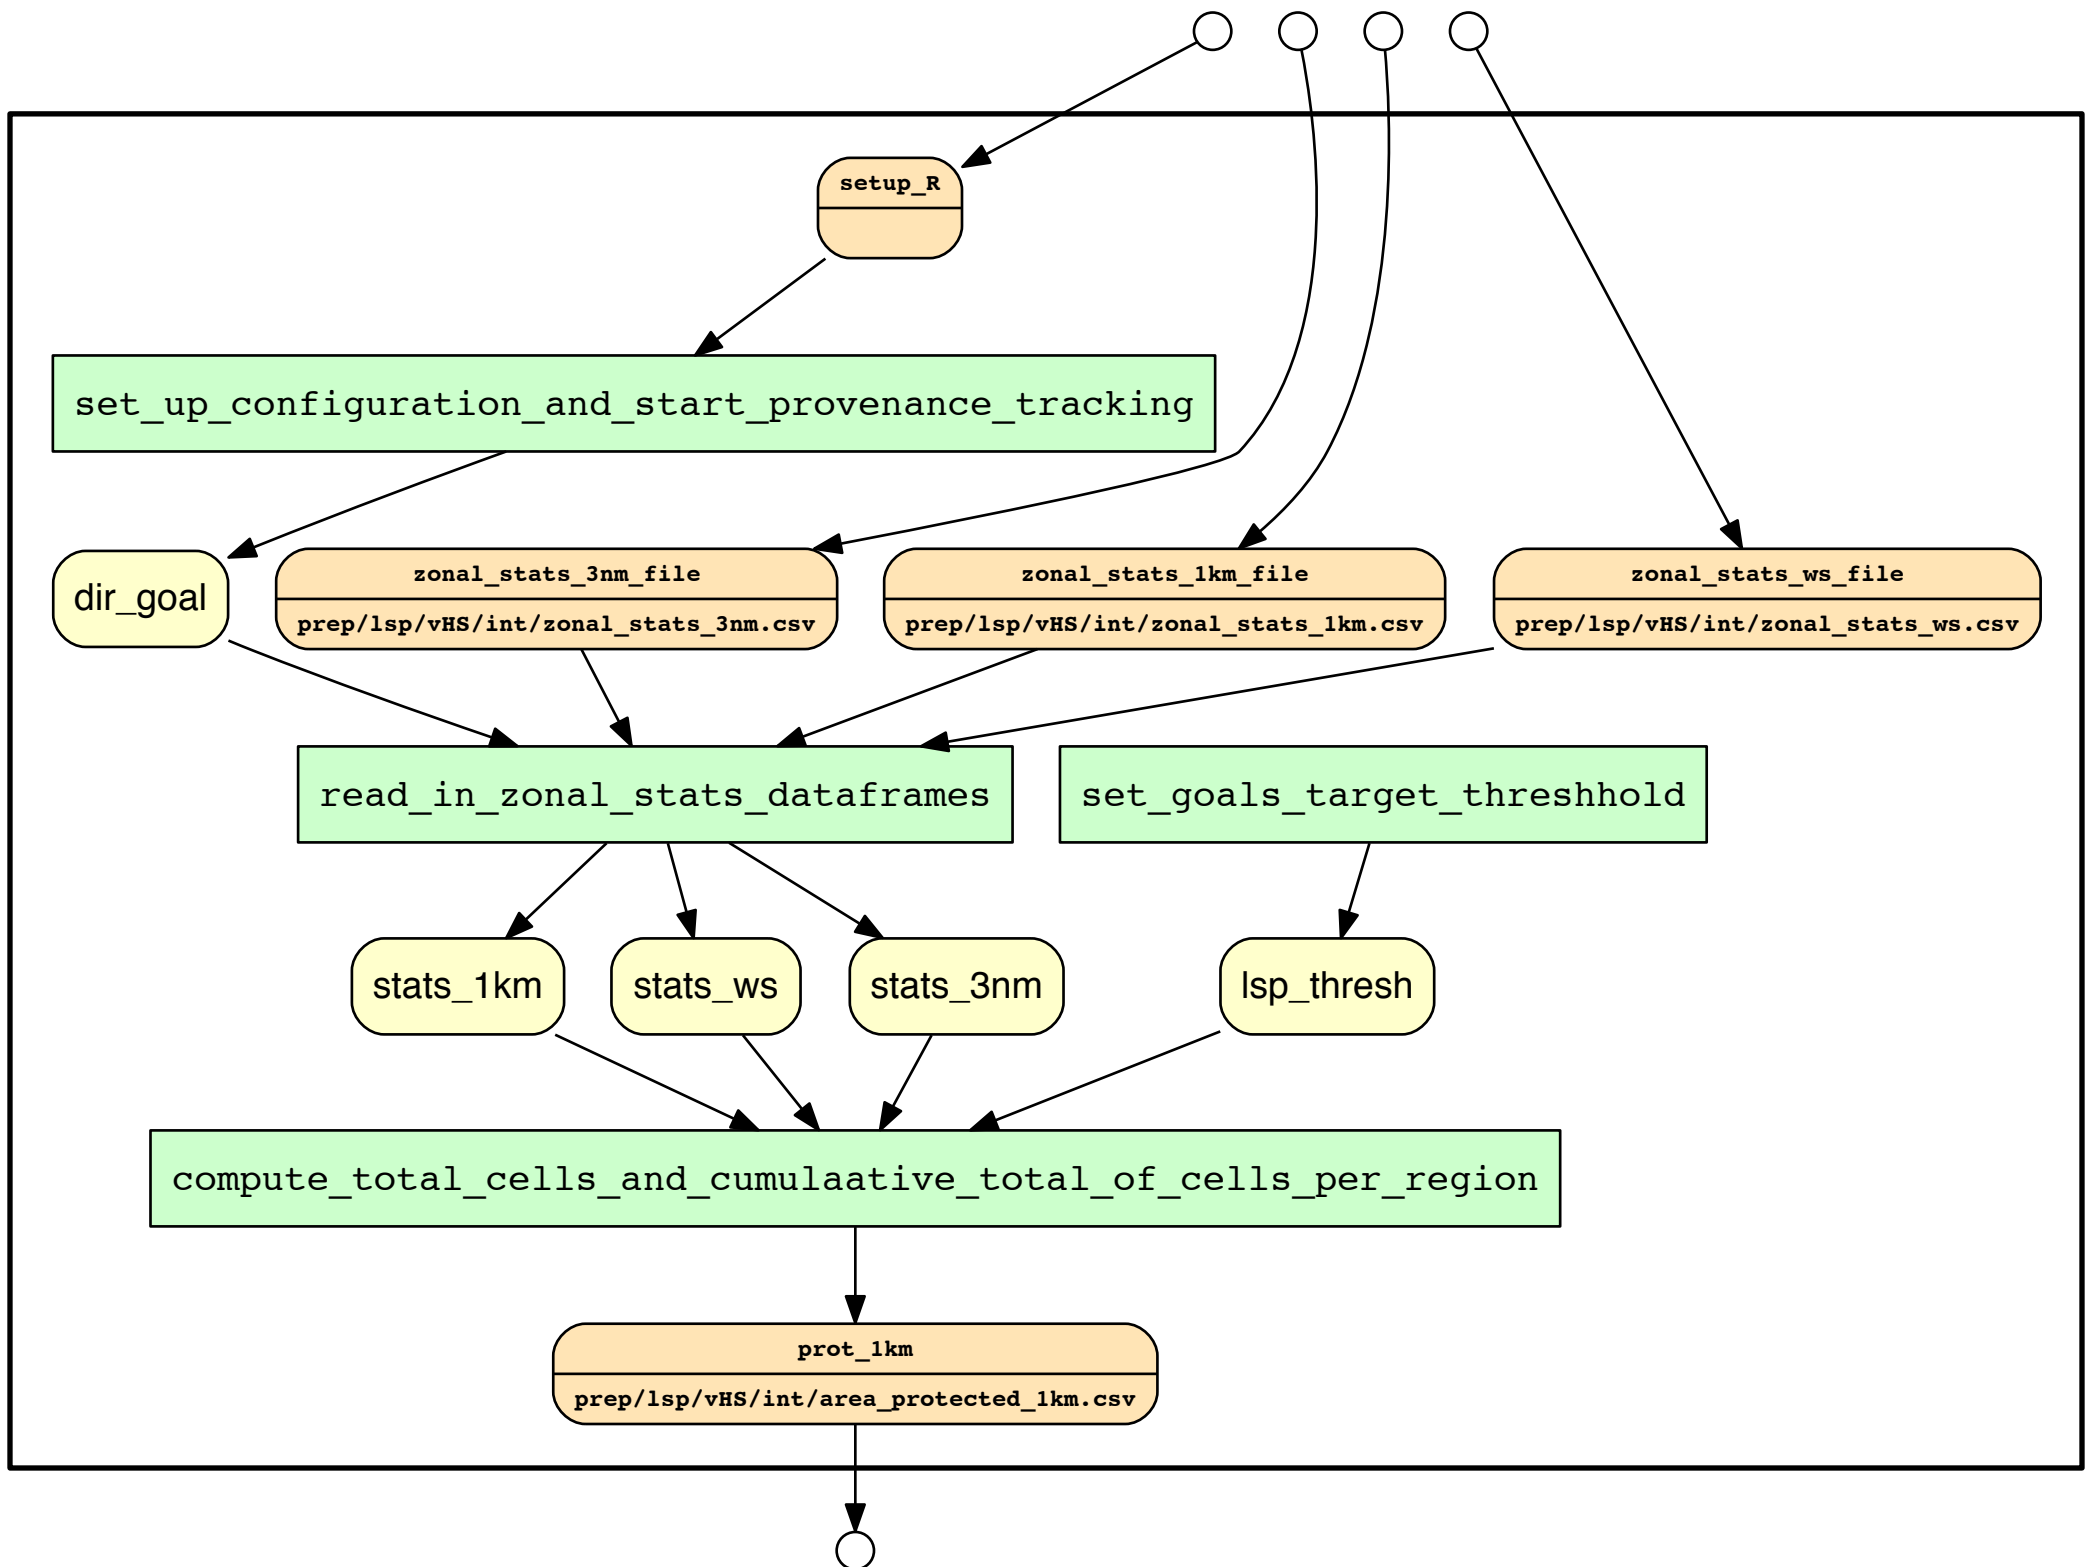 setup_R
set_up_configuration_and_start_provenance_tracking
dir_goal
zonal_stats_3nm_file
prep/lsp/vHS/int/zonal_stats_3nm.csv
zonal_stats_1km_file
prep/lsp/vHS/int/zonal_stats_1km.csv
zonal_stats_ws_file
prep/lsp/vHS/int/zonal_stats_ws.csv
read_in_zonal_stats_dataframes
set_goals_target_threshhold
stats_1km
stats_ws
stats_3nm
lsp_thresh
compute_total_cells_and_cumulaative_total_of_cells_per_region
prot_1km
prep/lsp/vHS/int/area_protected_1km.csv